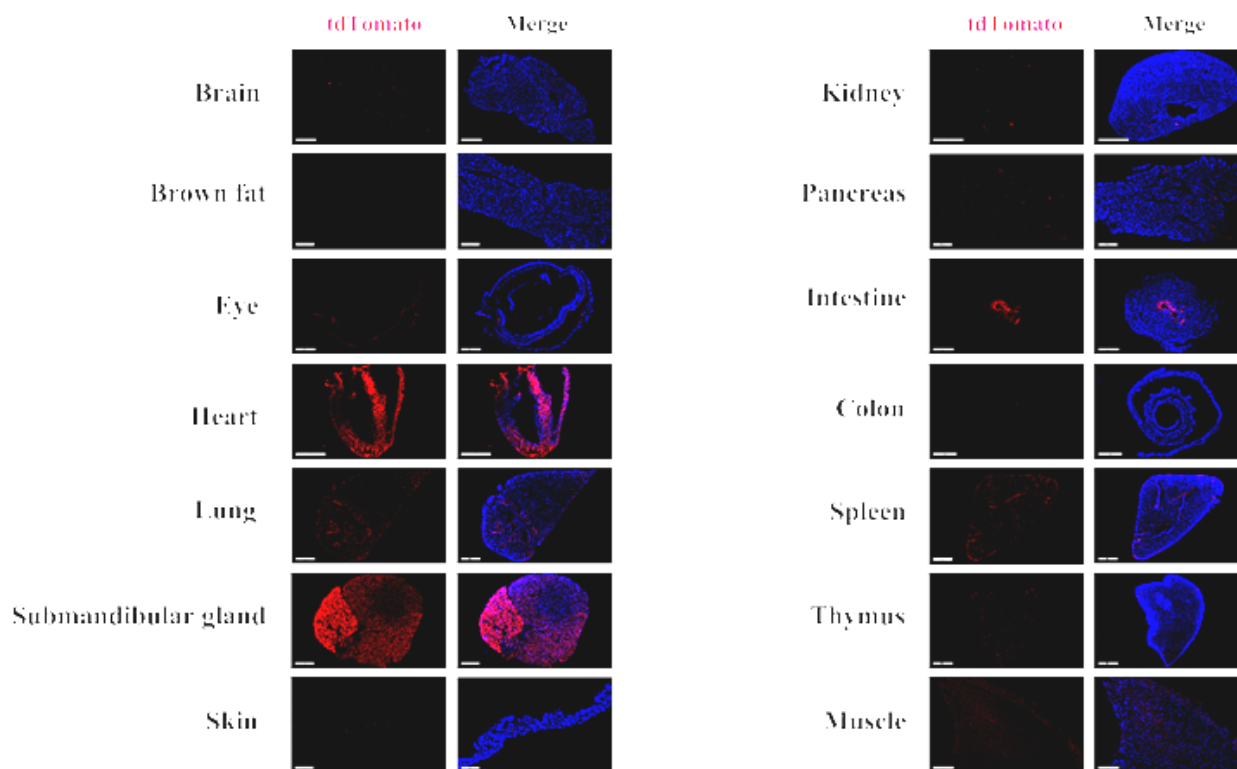 tdTomato Merge tdTomato Merge
Brain Kidney
Brown fat Pancreas
Eye Intestine
Heart Colon
Lung Spleen
Submandibular gland Thymus
Skin Muscle